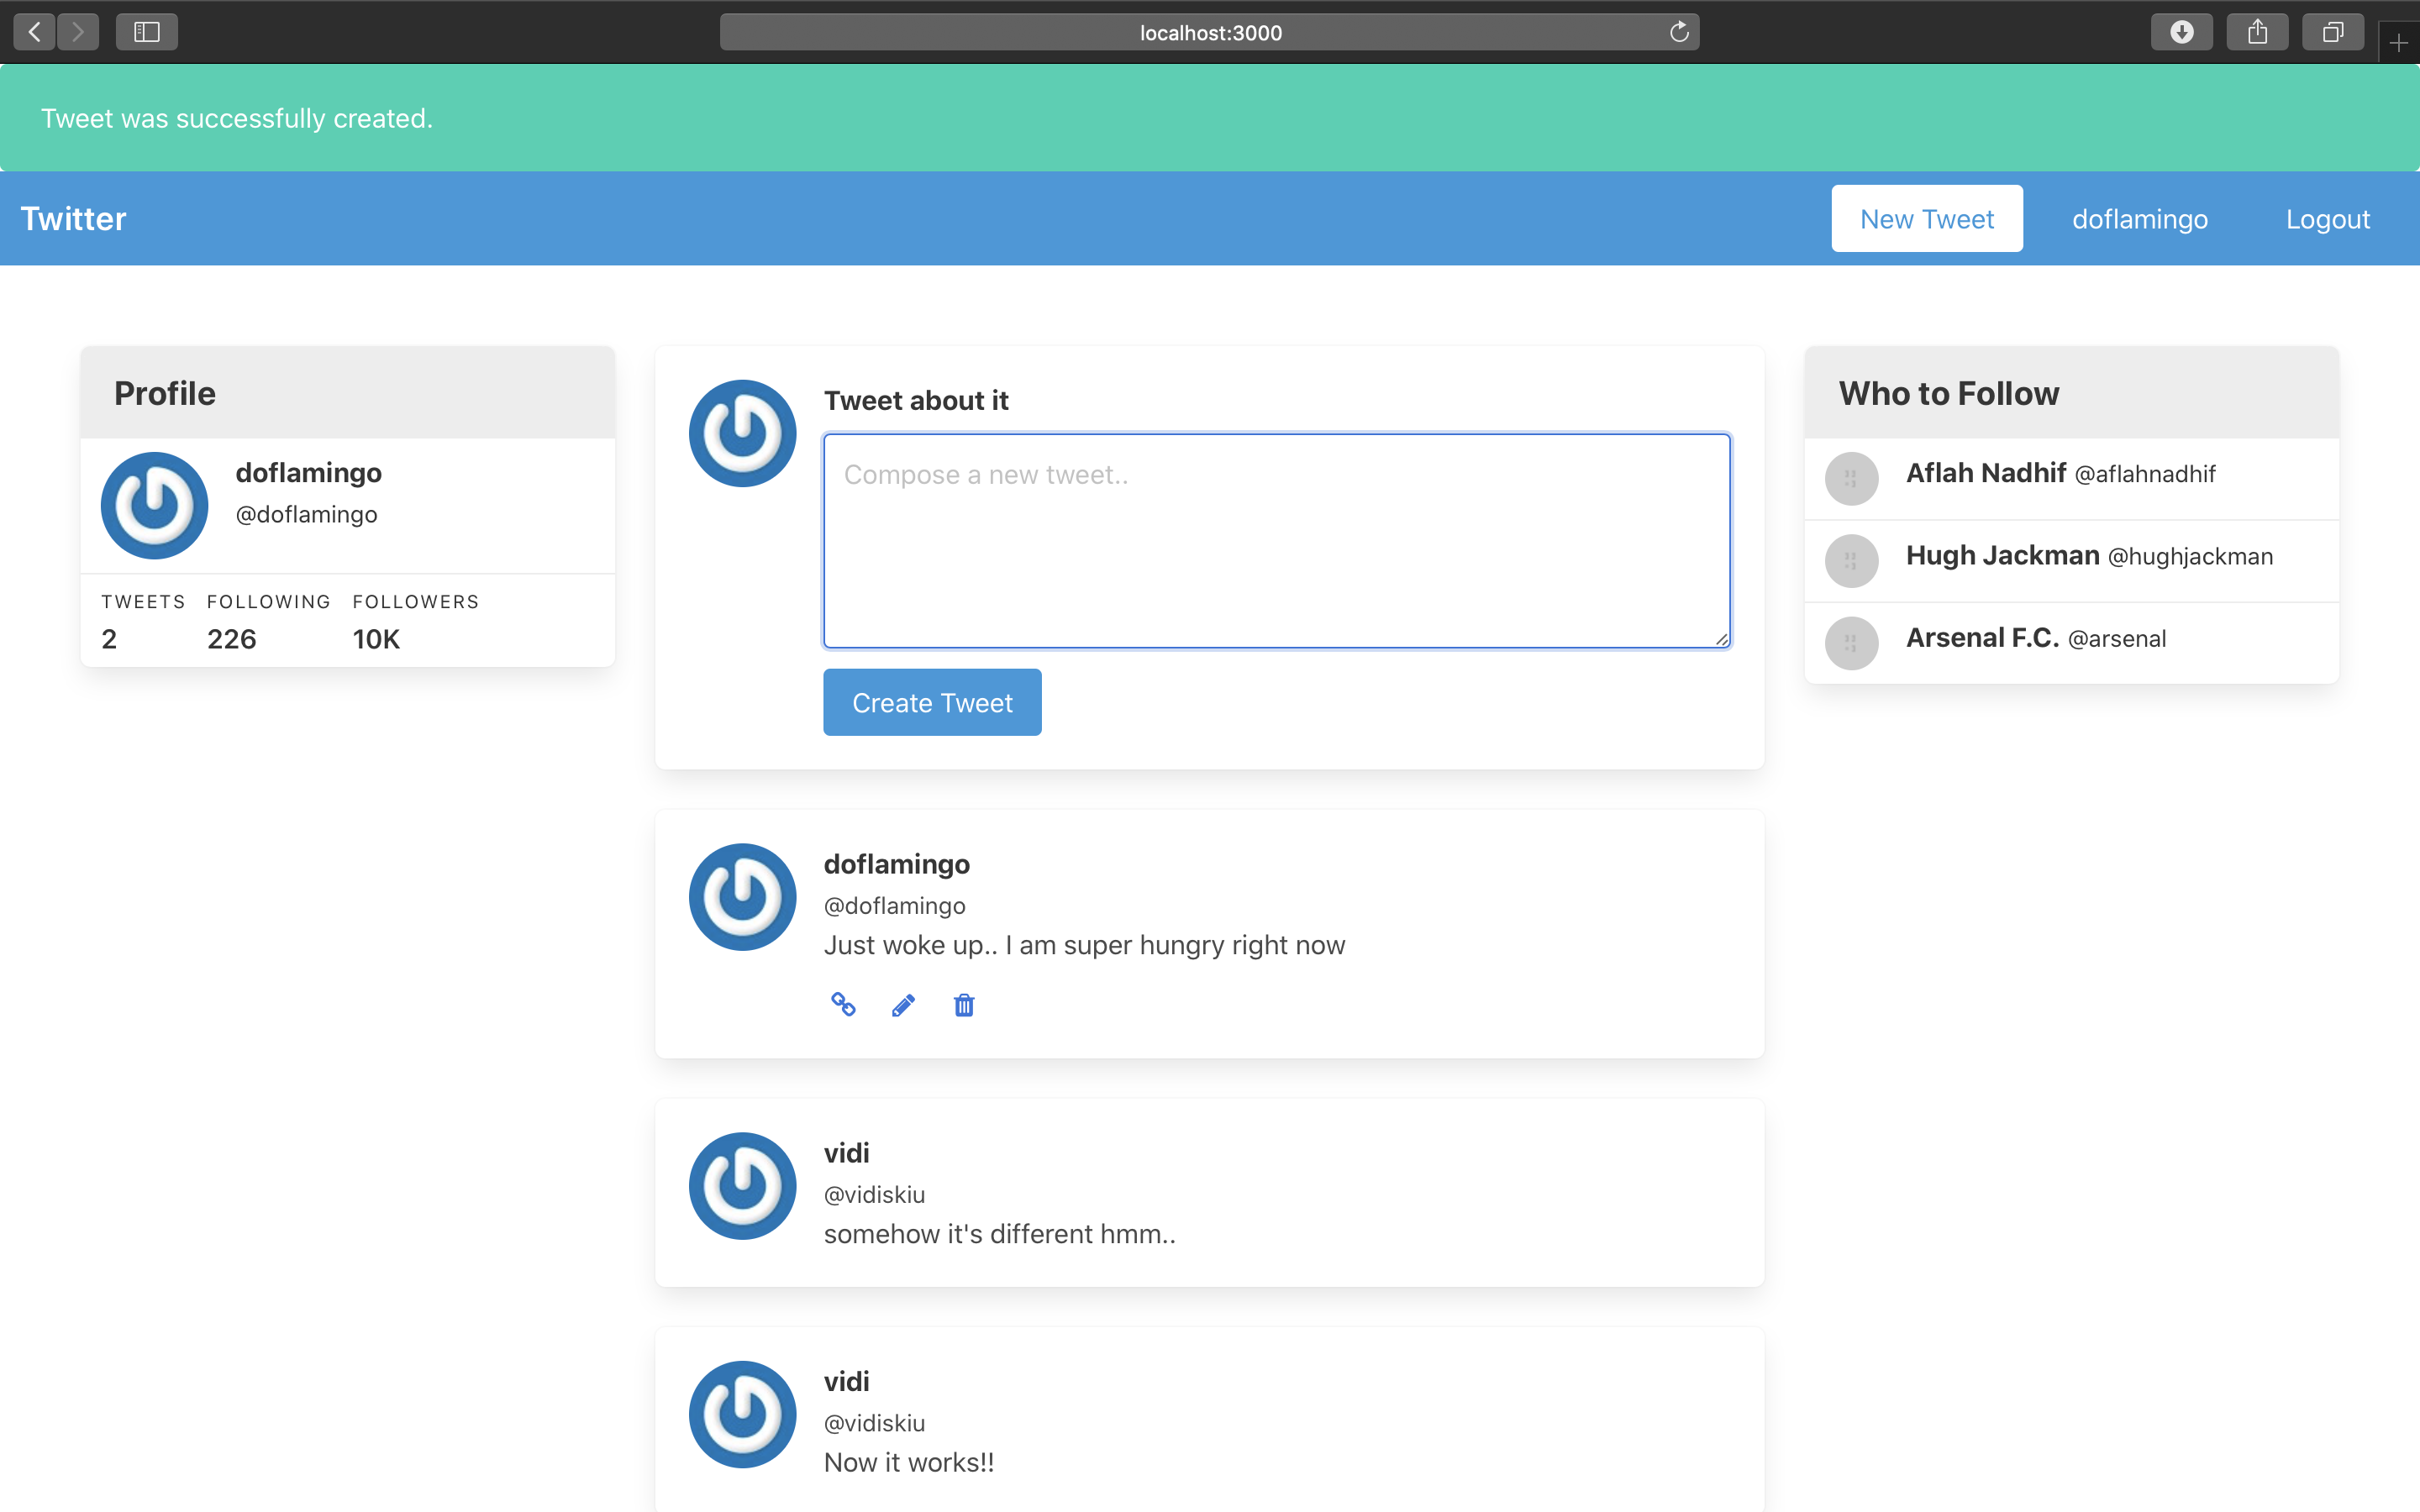 localhost:3000
Tweet was successfully created.
Twitter
New Tweet
doflamingo
Logout
Profile
doflamingo
@doflamingo
TWEETS FOLLOWING FOLLOWERS
2 226 10K
Tweet about it
Compose a new tweet..
Create Tweet
doflamingo
@doflamingo
Just woke up.. I am super hungry right now
vidi
@vidiskiu
somehow it's different hmm..
vidi
@vidiskiu
Now it works!!
Who to Follow
Aflah Nadhif @aflahnadhif
Hugh Jackman @hughjackman
Arsenal F.C. @arsenal